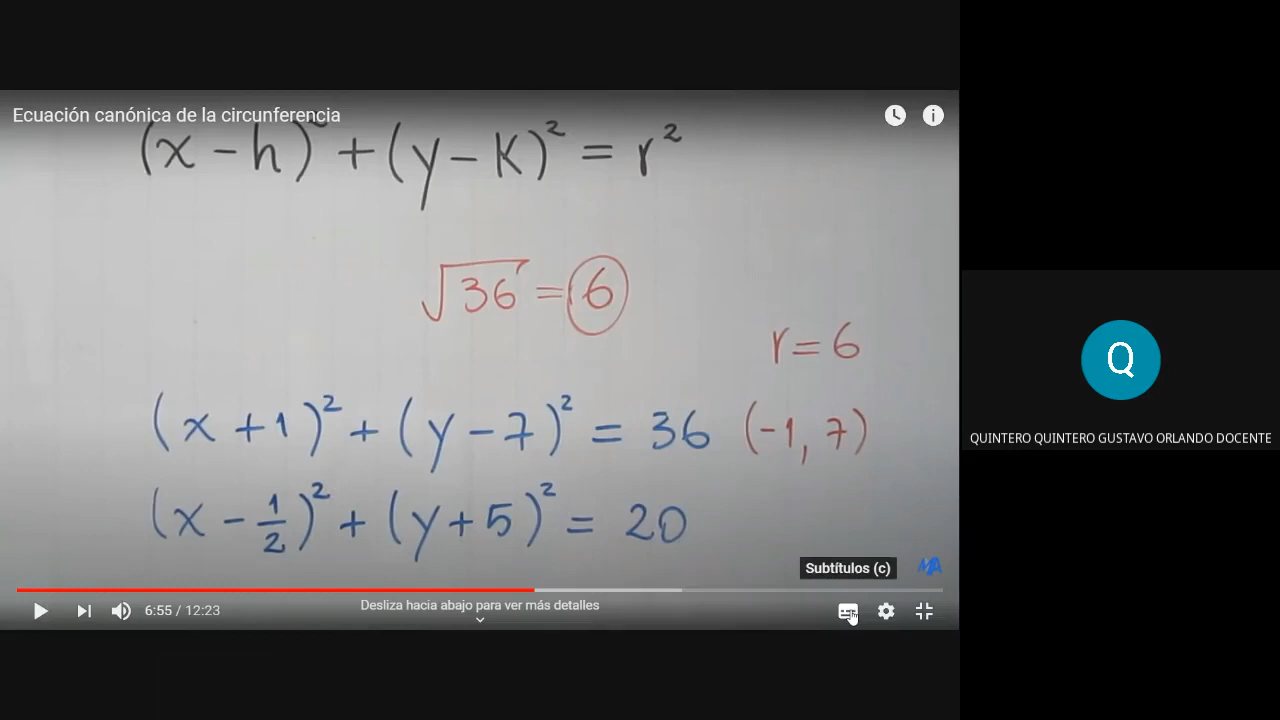 Ecuación canónica de la circunferencia
(x - h)² + (y - k)² = r²
√36 = 6
r = 6
(x + 1)² + (y - 7)² = 36 (-1, 7)
(x - 1/2)² + (y + 5)² = 20
Subtítulos (c)
MA
6:55 / 12:23
Desliza hacia abajo para ver más detalles
Q
QUINTERO QUINTERO GUSTAVO ORLANDO DOCENTE